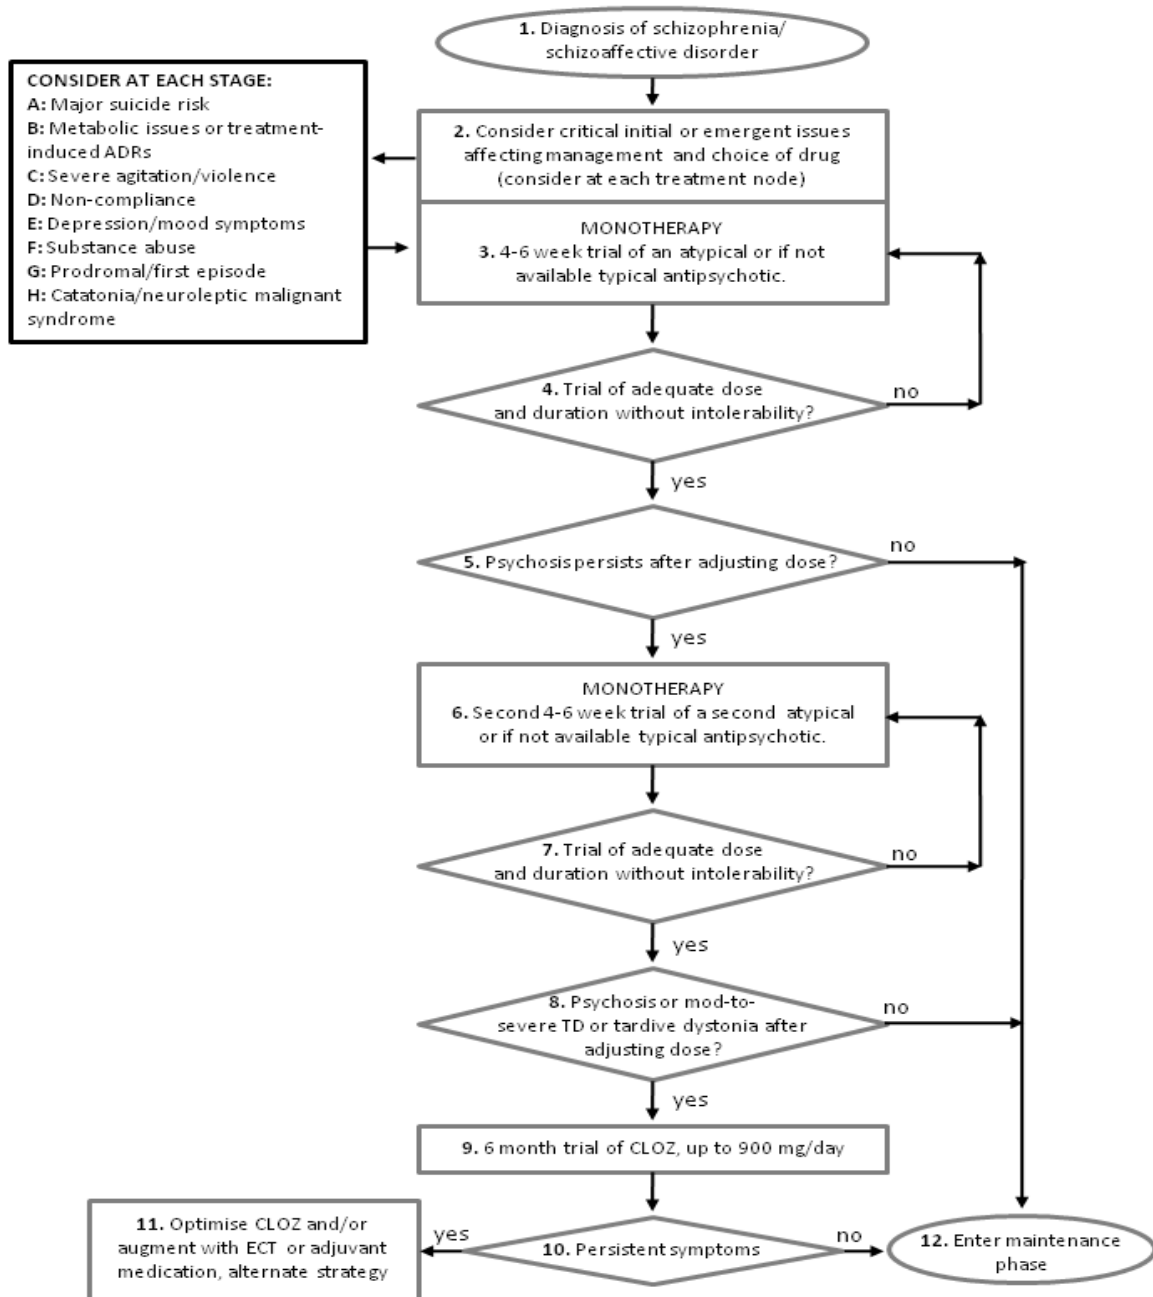 1. Diagnosis of schizophrenia/
schizoaffective disorder
CONSIDER AT EACH STAGE:
A: Major suicide risk
B: Metabolic issues or treatment-
induced ADRs
C: Severe agitation/violence
D: Non-compliance
E: Depression/mood symptoms
F: Substance abuse
G: Prodromal/first episode
H: Catatonia/neuroleptic malignant
syndrome
2. Consider critical initial or emergent issues
affecting management and choice of drug
(consider at each treatment node)
MONOTHERAPY
3. 4-6 week trial of an atypical or if not
available typical antipsychotic.
4. Trial of adequate dose
and duration without intolerability?
no
yes
5. Psychosis persists after adjusting dose?
no
yes
MONOTHERAPY
6. Second 4-6 week trial of a second atypical
or if not available typical antipsychotic.
7. Trial of adequate dose
and duration without intolerability?
no
yes
8. Psychosis or mod-to-
severe TD or tardive dystonia after
adjusting dose?
no
yes
9. 6 month trial of CLOZ, up to 900 mg/day
10. Persistent symptoms
yes
no
11. Optimise CLOZ and/or
augment with ECT or adjuvant
medication, alternate strategy
12. Enter maintenance
phase